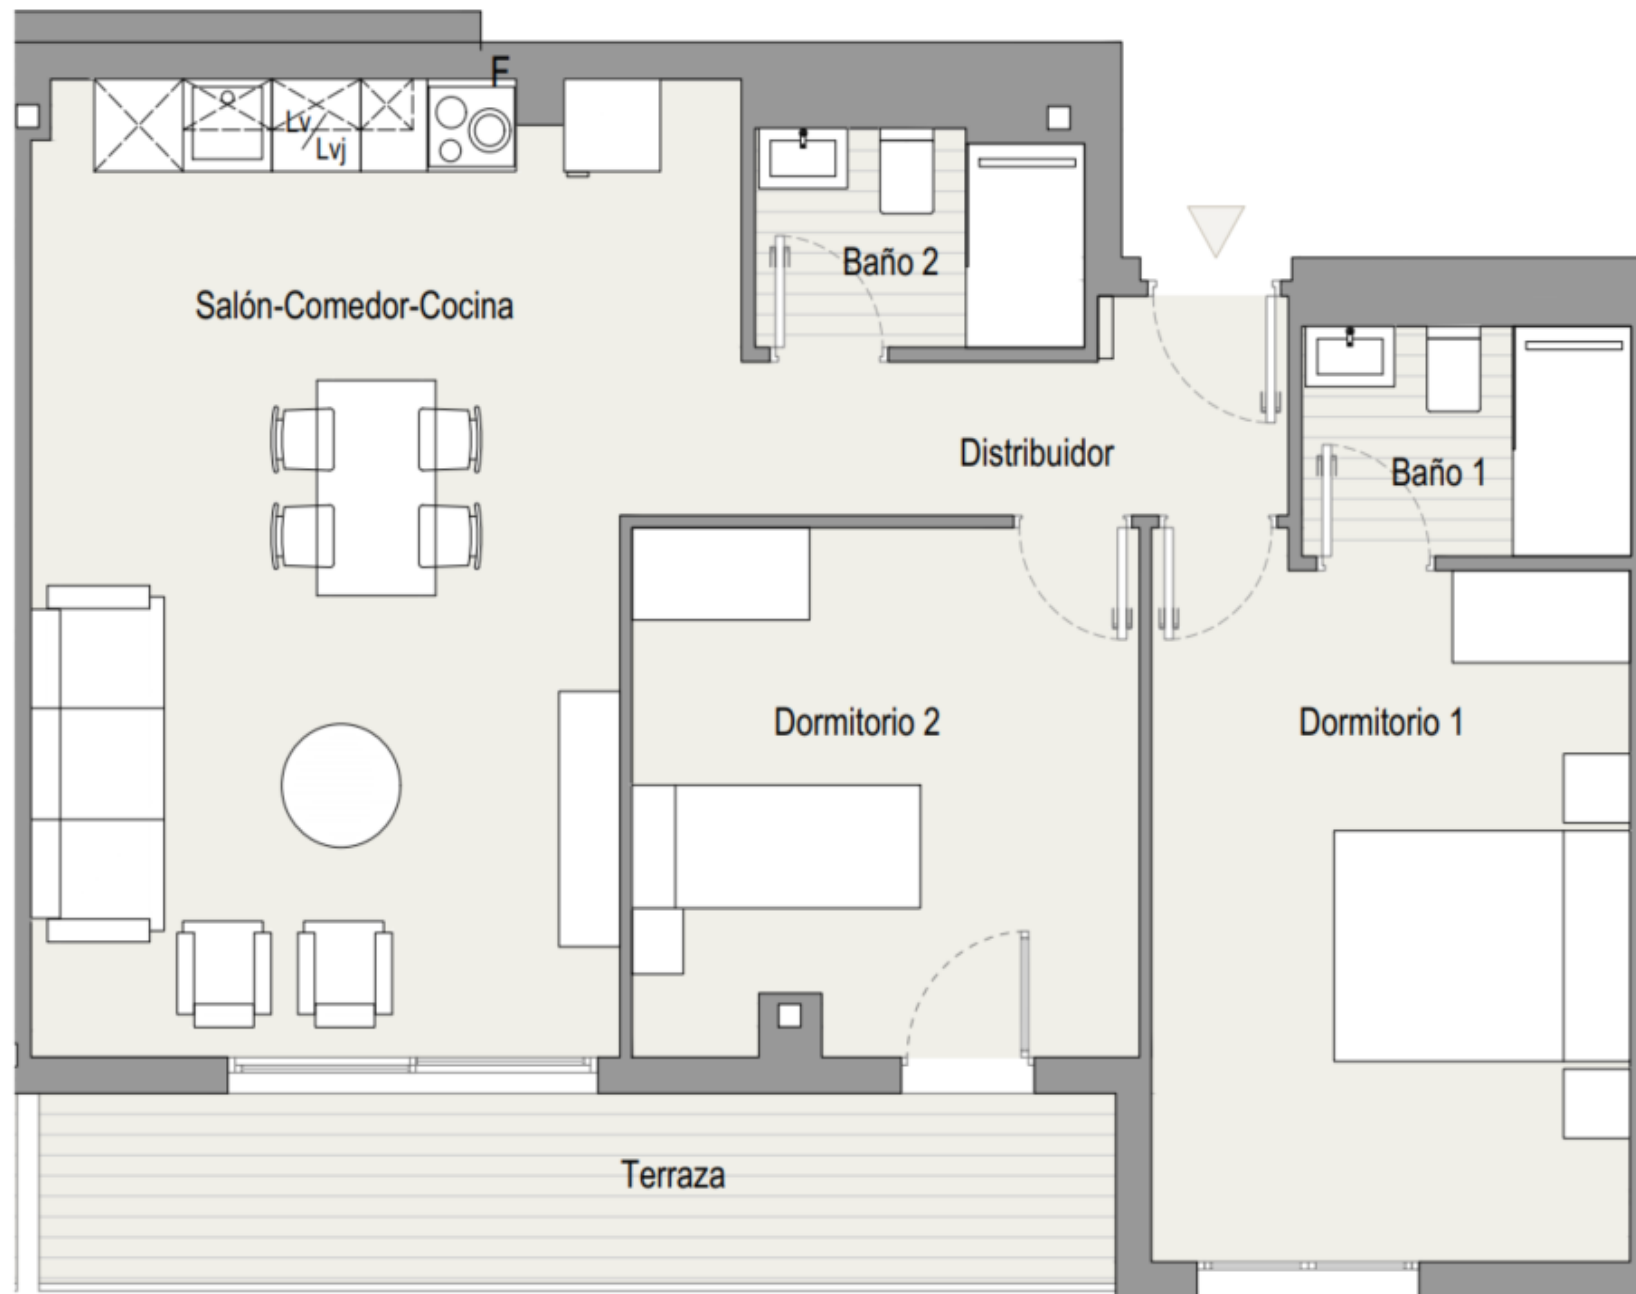 F
Lv
Lvj
Baño 2
Salón-Comedor-Cocina
Distribuidor
Baño 1
Dormitorio 2
Dormitorio 1
Terraza